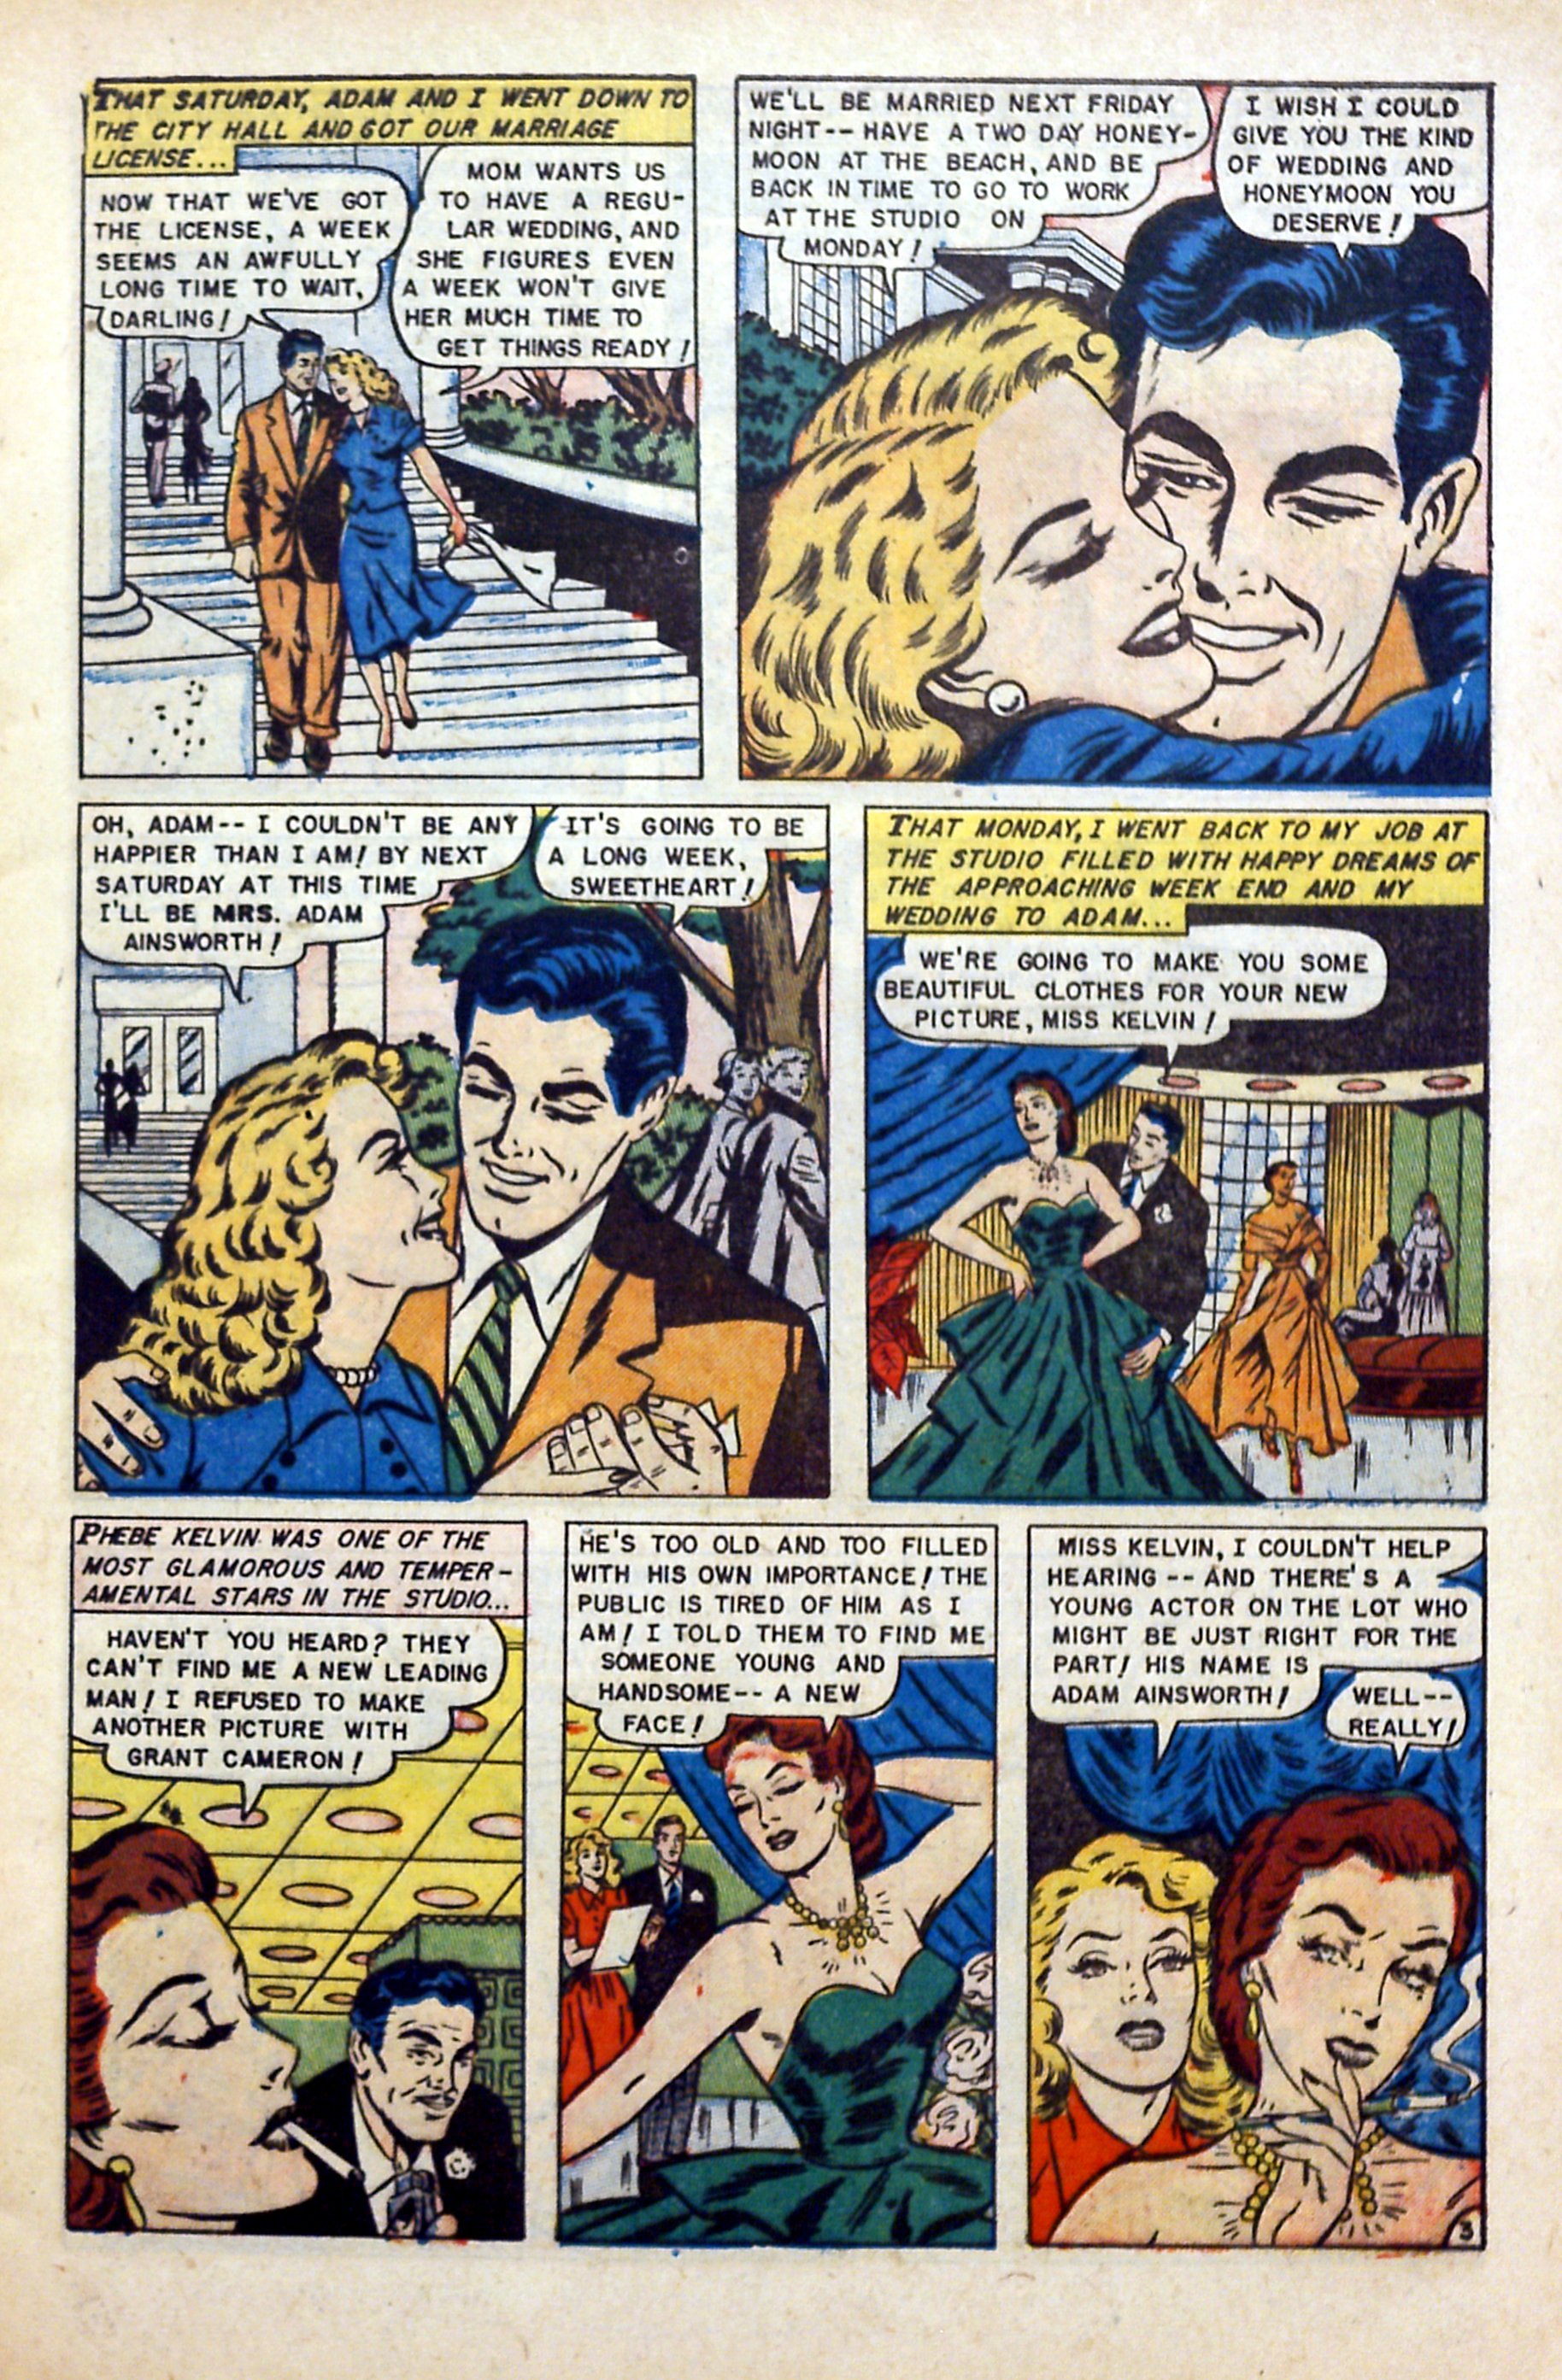 THAT SATURDAY, ADAM AND I WENT DOWN TO
THE CITY HALL AND GOT OUR MARRIAGE
LICENSE...
NOW THAT WE'VE GOT
THE LICENSE, A WEEK
SEEMS AN AWFULLY
LONG TIME TO WAIT,
DARLING!
MOM WANTS US
TO HAVE A REGU-
LAR WEDDING, AND
SHE FIGURES EVEN
A WEEK WON'T GIVE
HER MUCH TIME TO
GET THINGS READY!
WE'LL BE MARRIED NEXT FRIDAY
NIGHT-- HAVE A TWO DAY HONEY-
MOON AT THE BEACH, AND BE
BACK IN TIME TO GO TO WORK
AT THE STUDIO ON
MONDAY!
I WISH I COULD
GIVE YOU THE KIND
OF WEDDING AND
HONEYMOON YOU
DESERVE!
OH, ADAM-- I COULDN'T BE ANY
HAPPIER THAN I AM! BY NEXT
SATURDAY AT THIS TIME
I'LL BE MRS. ADAM
AINSWORTH!
IT'S GOING TO BE
A LONG WEEK,
SWEETHEART!
THAT MONDAY, I WENT BACK TO MY JOB AT
THE STUDIO FILLED WITH HAPPY DREAMS OF
THE APPROACHING WEEK END AND MY
WEDDING TO ADAM...
WE'RE GOING TO MAKE YOU SOME
BEAUTIFUL CLOTHES FOR YOUR NEW
PICTURE, MISS KELVIN!
PHEBE KELVIN WAS ONE OF THE
MOST GLAMOROUS AND TEMPER-
AMENTAL STARS IN THE STUDIO...
HAVEN'T YOU HEARD? THEY
CAN'T FIND ME A NEW LEADING
MAN! I REFUSED TO MAKE
ANOTHER PICTURE WITH
GRANT CAMERON!
HE'S TOO OLD AND TOO FILLED
WITH HIS OWN IMPORTANCE! THE
PUBLIC IS TIRED OF HIM AS I
AM! I TOLD THEM TO FIND ME
SOMEONE YOUNG AND
HANDSOME-- A NEW
FACE!
MISS KELVIN, I COULDN'T HELP
HEARING -- AND THERE'S A
YOUNG ACTOR ON THE LOT WHO
MIGHT BE JUST RIGHT FOR THE
PART! HIS NAME IS
ADAM AINSWORTH!
WELL--
REALLY!
3